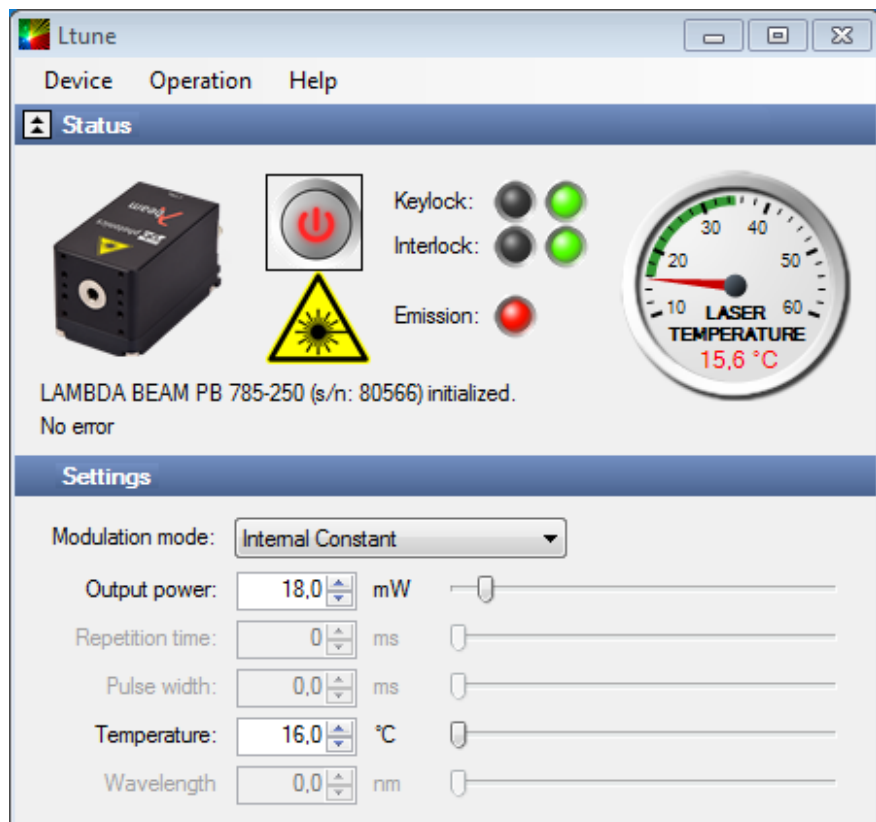 Ltune
Device Operation Help
Status
beam
photonics
Keylock:
Interlock:
Emission:
10 20 30 40 50 60
LASER
TEMPERATURE
15,6 °C
LAMBDA BEAM PB 785-250 (s/n: 80566) initialized.
No error
Settings
Modulation mode: Internal Constant
Output power: 18,0 mW
Repetition time: 0 ms
Pulse width: 0,0 ms
Temperature: 16,0 °C
Wavelength 0,0 nm